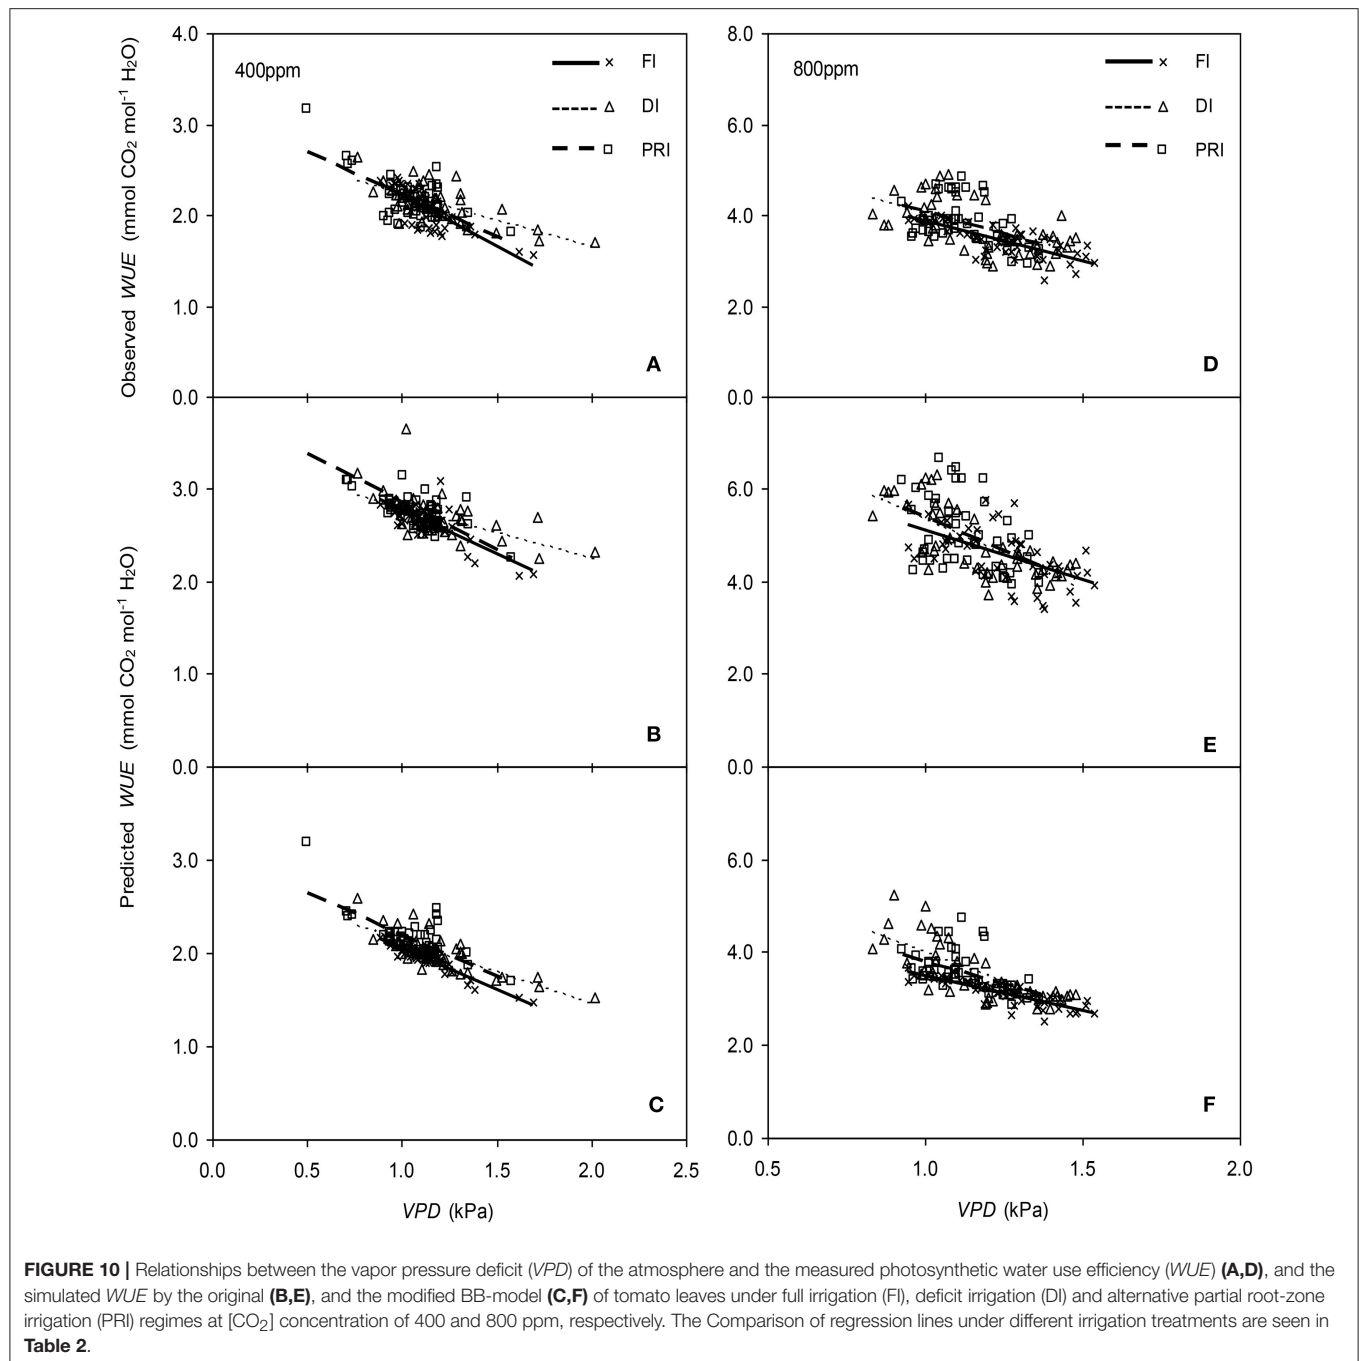 Observed WUE (mmol CO2 mol-1 H2O)
4.0
3.0
2.0
1.0
0.0
400ppm
FI
DI
PRI
A
8.0
6.0
4.0
2.0
0.0
800ppm
FI
DI
PRI
D
Predicted WUE (mmol CO2 mol-1 H2O)
3.0
2.0
1.0
0.0
B
6.0
4.0
2.0
0.0
E
3.0
2.0
1.0
0.0
C
6.0
4.0
2.0
0.0
F
0.0 0.5 1.0 1.5 2.0 2.5
VPD (kPa)
0.5 1.0 1.5 2.0
VPD (kPa)
FIGURE 10 | Relationships between the vapor pressure deficit (VPD) of the atmosphere and the measured photosynthetic water use efficiency (WUE) (A,D), and the
simulated WUE by the original (B,E), and the modified BB-model (C,F) of tomato leaves under full irrigation (FI), deficit irrigation (DI) and alternative partial root-zone
irrigation (PRI) regimes at [CO2] concentration of 400 and 800 ppm, respectively. The Comparison of regression lines under different irrigation treatments are seen in
Table 2.